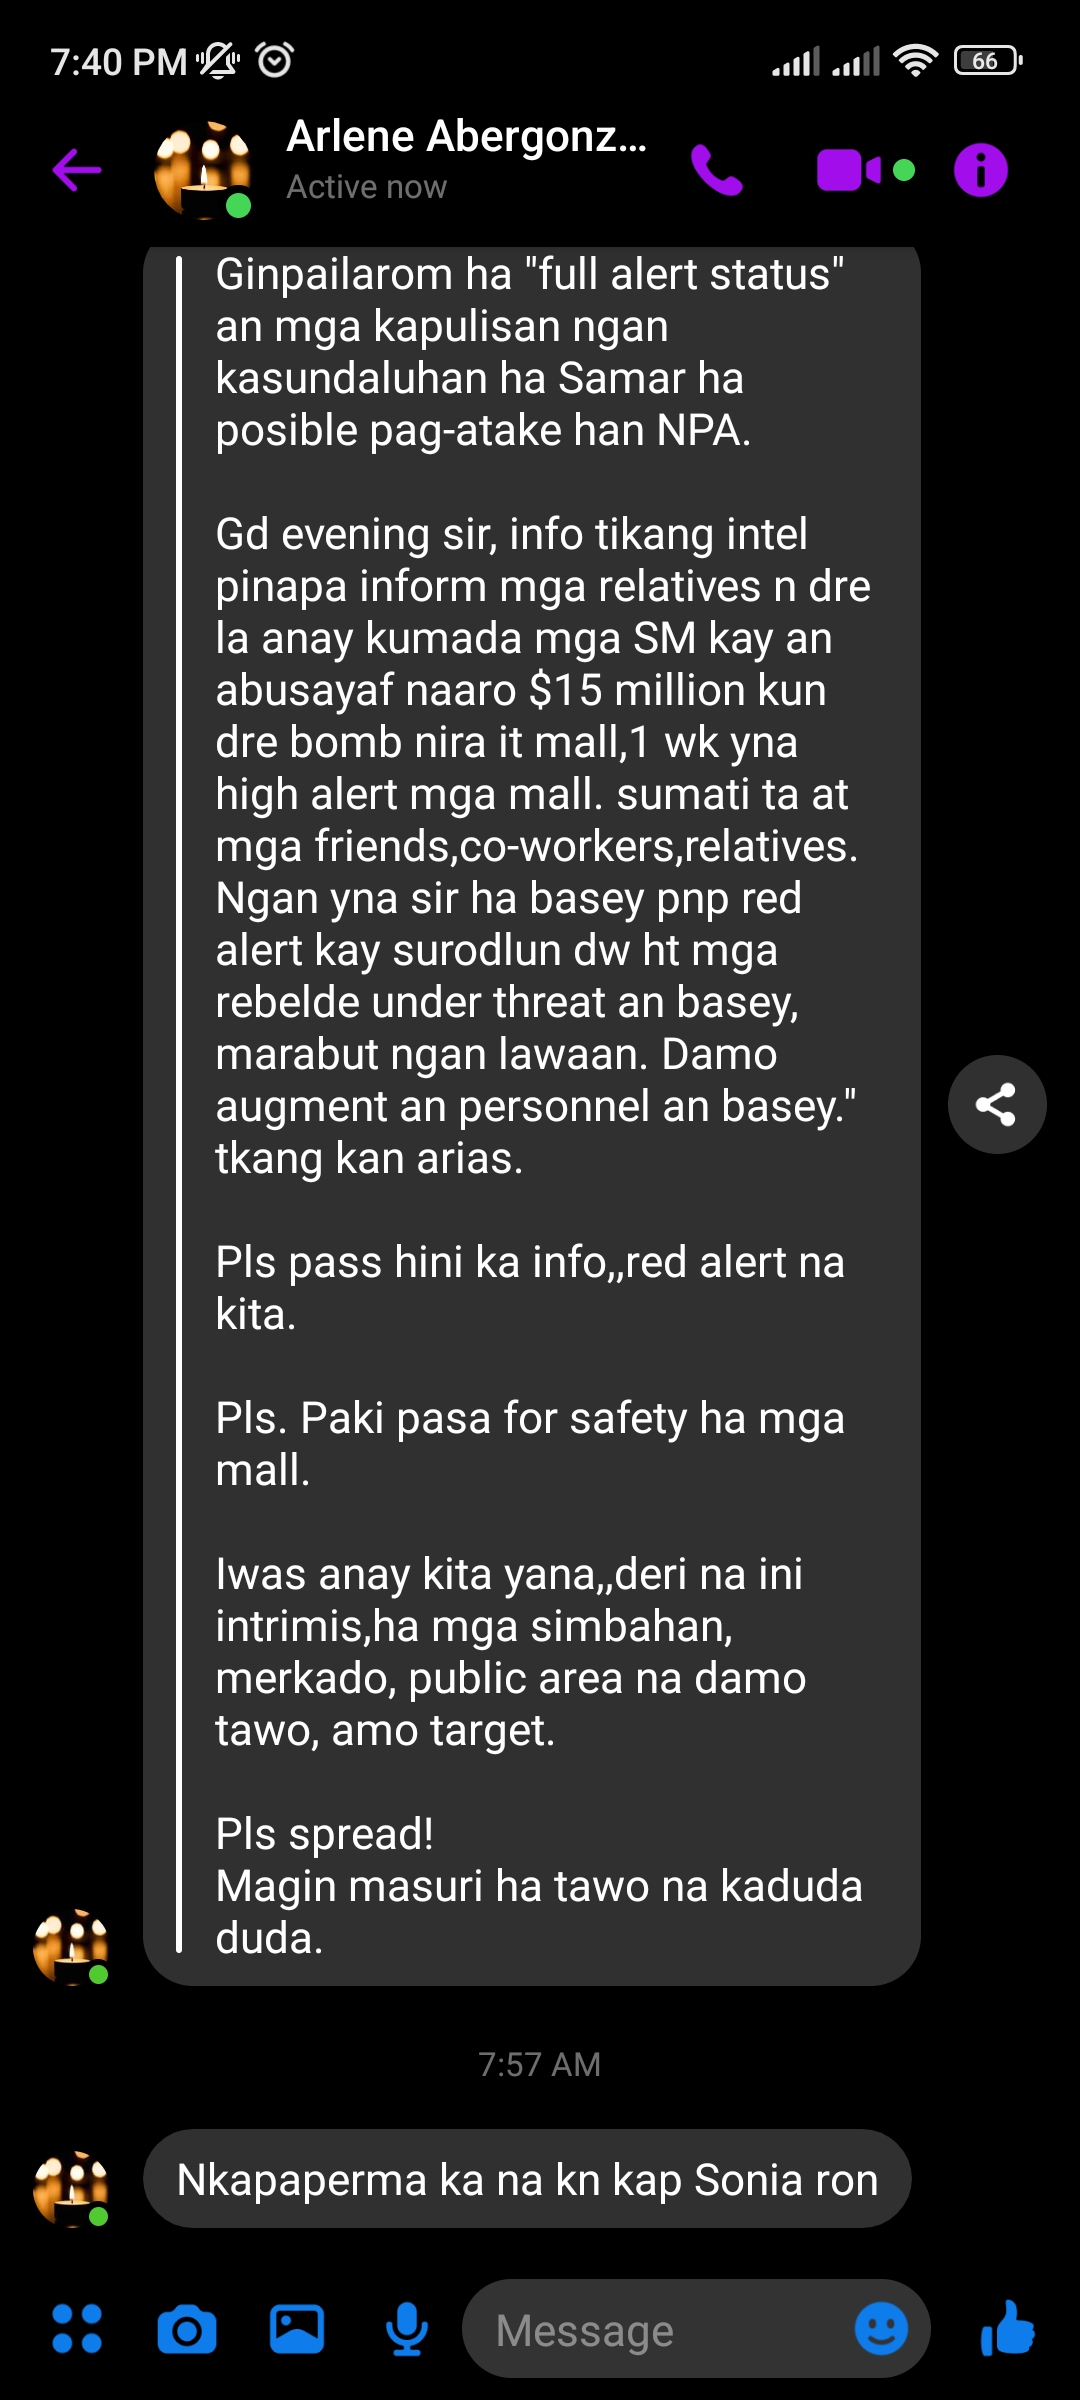 7:40 PM
66
Arlene Abergonz...
Active now
Ginpailarom ha "full alert status"
an mga kapulisan ngan
kasundaluhan ha Samar ha
posible pag-atake han NPA.
Gd evening sir, info tikang intel
pinapa inform mga relatives n dre
la anay kumada mga SM kay an
abusayaf naaro $15 million kun
dre bomb nira it mall,1 wk yna
high alert mga mall. sumati ta at
mga friends,co-workers,relatives.
Ngan yna sir ha basey pnp red
alert kay surodlun dw ht mga
rebelde under threat an basey,
marabut ngan lawaan. Damo
augment an personnel an basey."
tkang kan arias.
Pls pass hini ka info,,red alert na
kita.
Pls. Paki pasa for safety ha mga
mall.
Iwas anay kita yana,,deri na ini
intrimis,ha mga simbahan,
merkado, public area na damo
tawo, amo target.
Pls spread!
Magin masuri ha tawo na kaduda
duda.
7:57 AM
Nkapaperma ka na kn kap Sonia ron
Message